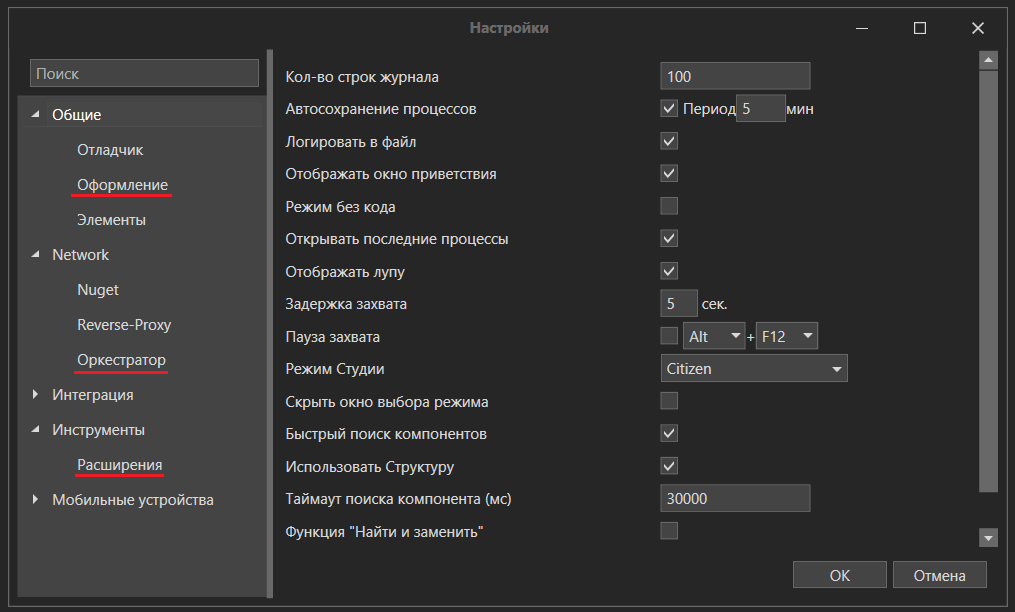 Настройки
Поиск
Общие
Отладчик
Оформление
Элементы
Network
Nuget
Reverse-Proxy
Оркестратор
Интеграция
Инструменты
Расширения
Мобильные устройства
Кол-во строк журнала 100
Автосохранение процессов Период 5 мин
Логировать в файл
Отображать окно приветствия
Режим без кода
Открывать последние процессы
Отображать лупу
Задержка захвата 5 сек.
Пауза захвата Alt + F12
Режим Студии Citizen
Скрыть окно выбора режима
Быстрый поиск компонентов
Использовать Структуру
Таймаут поиска компонента (мс) 30000
Функция "Найти и заменить"
ОК Отмена